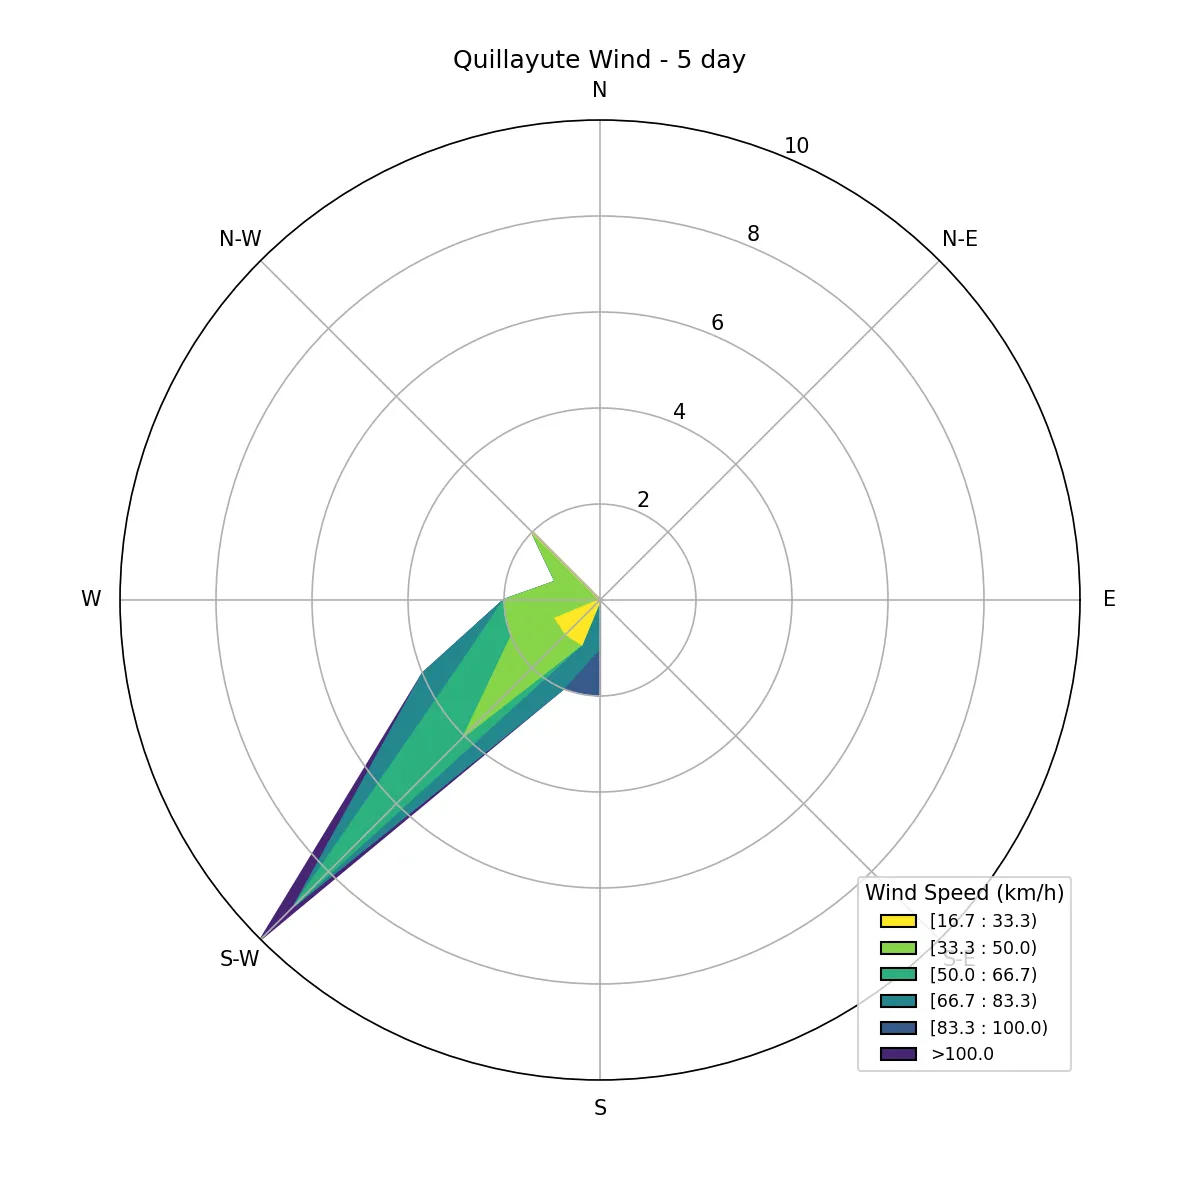 Quillayute Wind - 5 day
N
10
N-W
N-E
8
6
4
2
W
E
S-W
S-E
S
Wind Speed (km/h)
[16.7 : 33.3)
[33.3 : 50.0)
[50.0 : 66.7)
[66.7 : 83.3)
[83.3 : 100.0)
>100.0